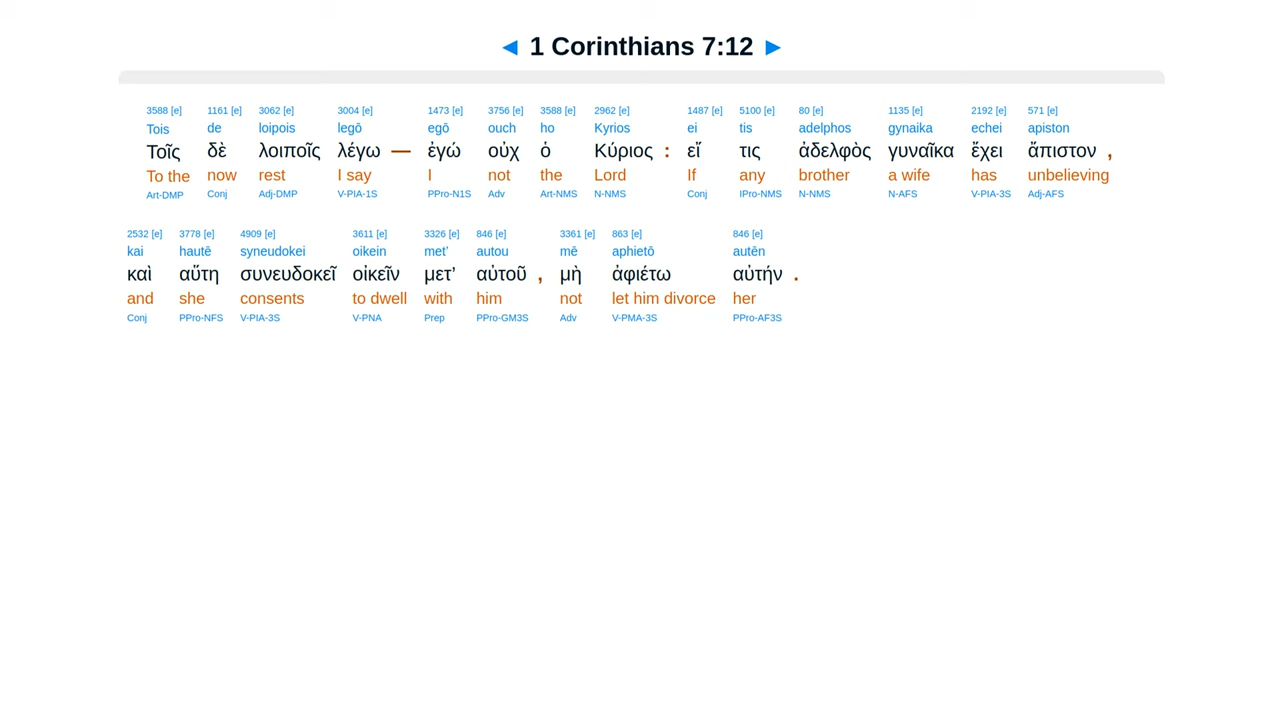 ◄ 1 Corinthians 7:12 ►
3588 [e] 1161 [e] 3062 [e] 3004 [e] 1473 [e] 3756 [e] 3588 [e] 2962 [e] 1487 [e] 5100 [e] 80 [e] 1135 [e] 2192 [e] 571 [e]
Tois de loipois legō egō ouch ho Kyrios ei tis adelphos gynaika echei apiston
Τοῖς δὲ λοιποῖς λέγω — ἐγώ οὐχ ὁ Κύριος : εἴ τις ἀδελφὸς γυναῖκα ἔχει ἄπιστον ,
To the now rest I say I not the Lord If any brother a wife has unbelieving
Art-DMP Conj Adj-DMP V-PIA-1S PPro-N1S Adv Art-NMS N-NMS Conj IPro-NMS N-NMS N-AFS V-PIA-3S Adj-AFS
2532 [e] 3778 [e] 4909 [e] 3611 [e] 3326 [e] 846 [e] 3361 [e] 863 [e] 846 [e]
kai hautē syneudokei oikein met’ autou mē aphietō autēn
καὶ αὕτη συνευδοκεῖ οἰκεῖν μετ’ αὐτοῦ , μὴ ἀφιέτω αὐτήν .
and she consents to dwell with him not let him divorce her
Conj PPro-NFS V-PIA-3S V-PNA Prep PPro-GM3S Adv V-PMA-3S PPro-AF3S